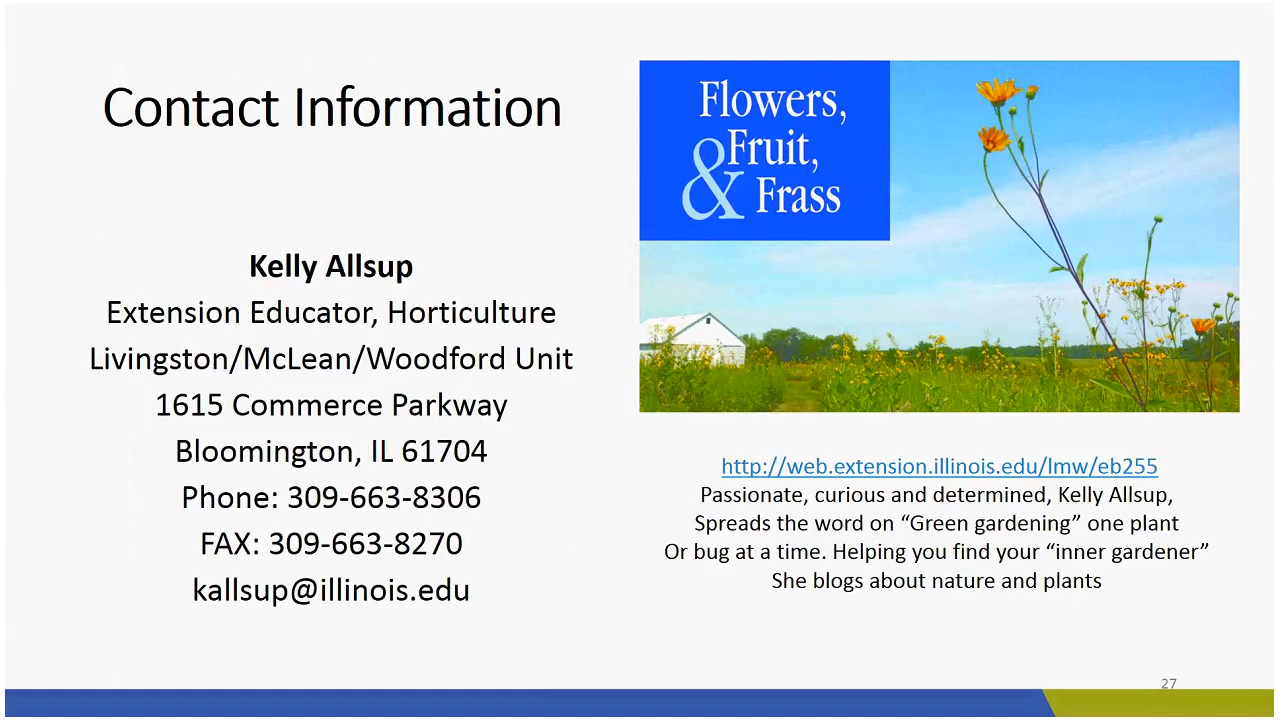 Contact Information
Kelly Allsup
Extension Educator, Horticulture
Livingston/McLean/Woodford Unit
1615 Commerce Parkway
Bloomington, IL 61704
Phone: 309-663-8306
FAX: 309-663-8270
kallsup@illinois.edu
Flowers,
Fruit,
& Frass
http://web.extension.illinois.edu/lmw/eb255
Passionate, curious and determined, Kelly Allsup,
Spreads the word on “Green gardening” one plant
Or bug at a time. Helping you find your “inner gardener”
She blogs about nature and plants
27